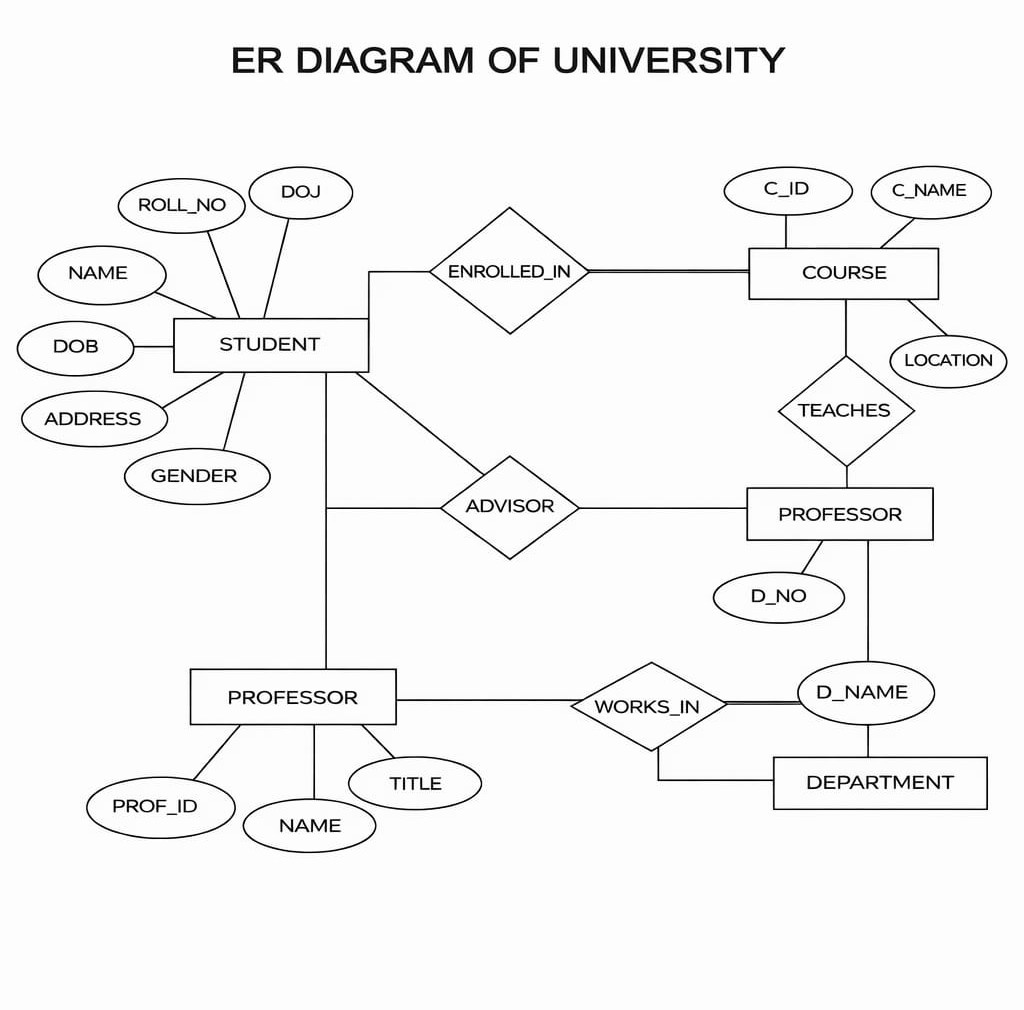 ER DIAGRAM OF UNIVERSITY
ROLL_NO
DOJ
C_ID
C_NAME
NAME
ENROLLED_IN
COURSE
DOB
STUDENT
LOCATION
ADDRESS
TEACHES
GENDER
ADVISOR
PROFESSOR
D_NO
PROFESSOR
WORKS_IN
D_NAME
TITLE
DEPARTMENT
PROF_ID
NAME